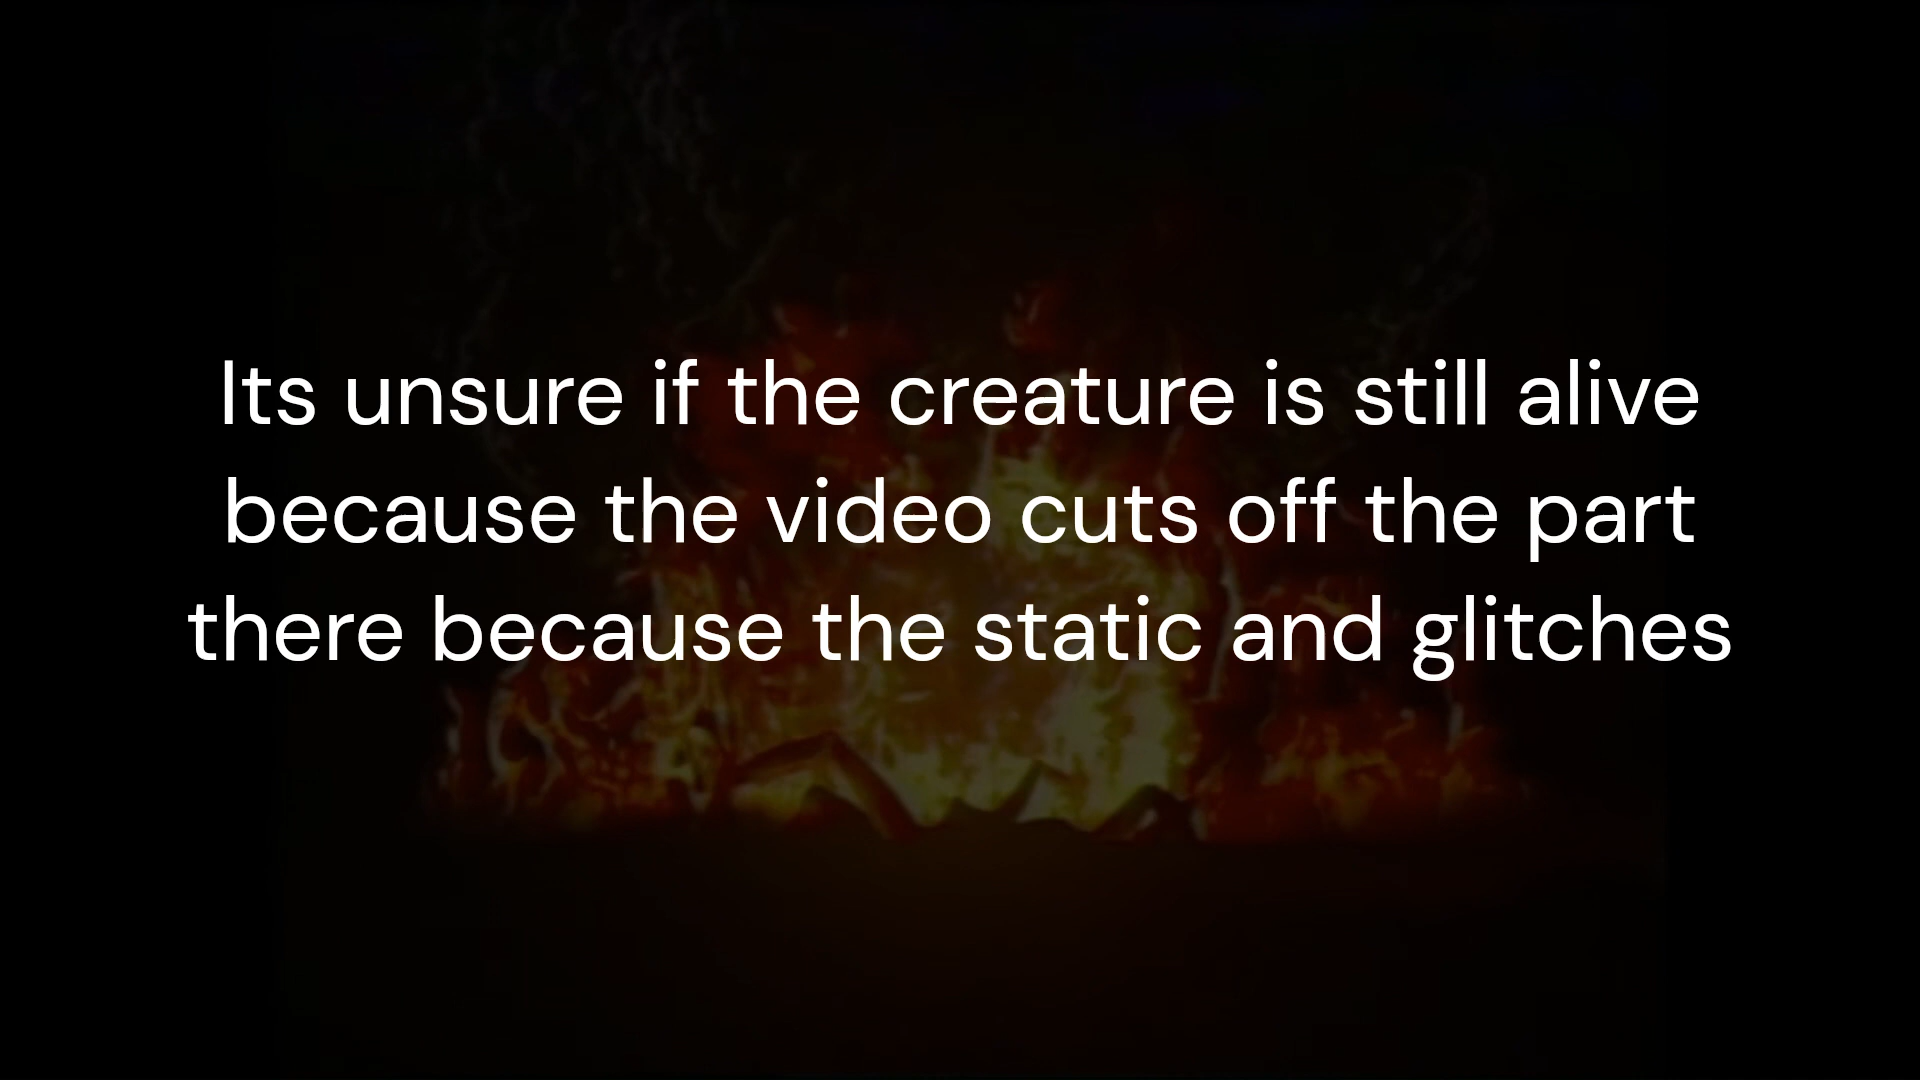 Its unsure if the creature is still alive
because the video cuts off the part
there because the static and glitches